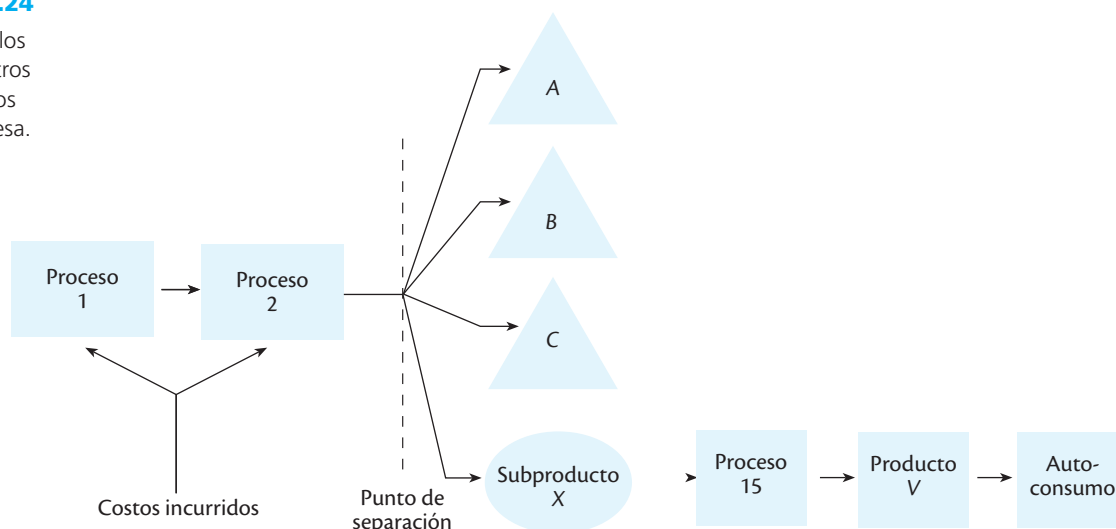 .24
los
tros
os
esa.
A
B
C
Proceso
1
Proceso
2
Costos incurridos
Punto de
separación
Subproducto
X
Proceso
15
Producto
V
Auto-
consumo